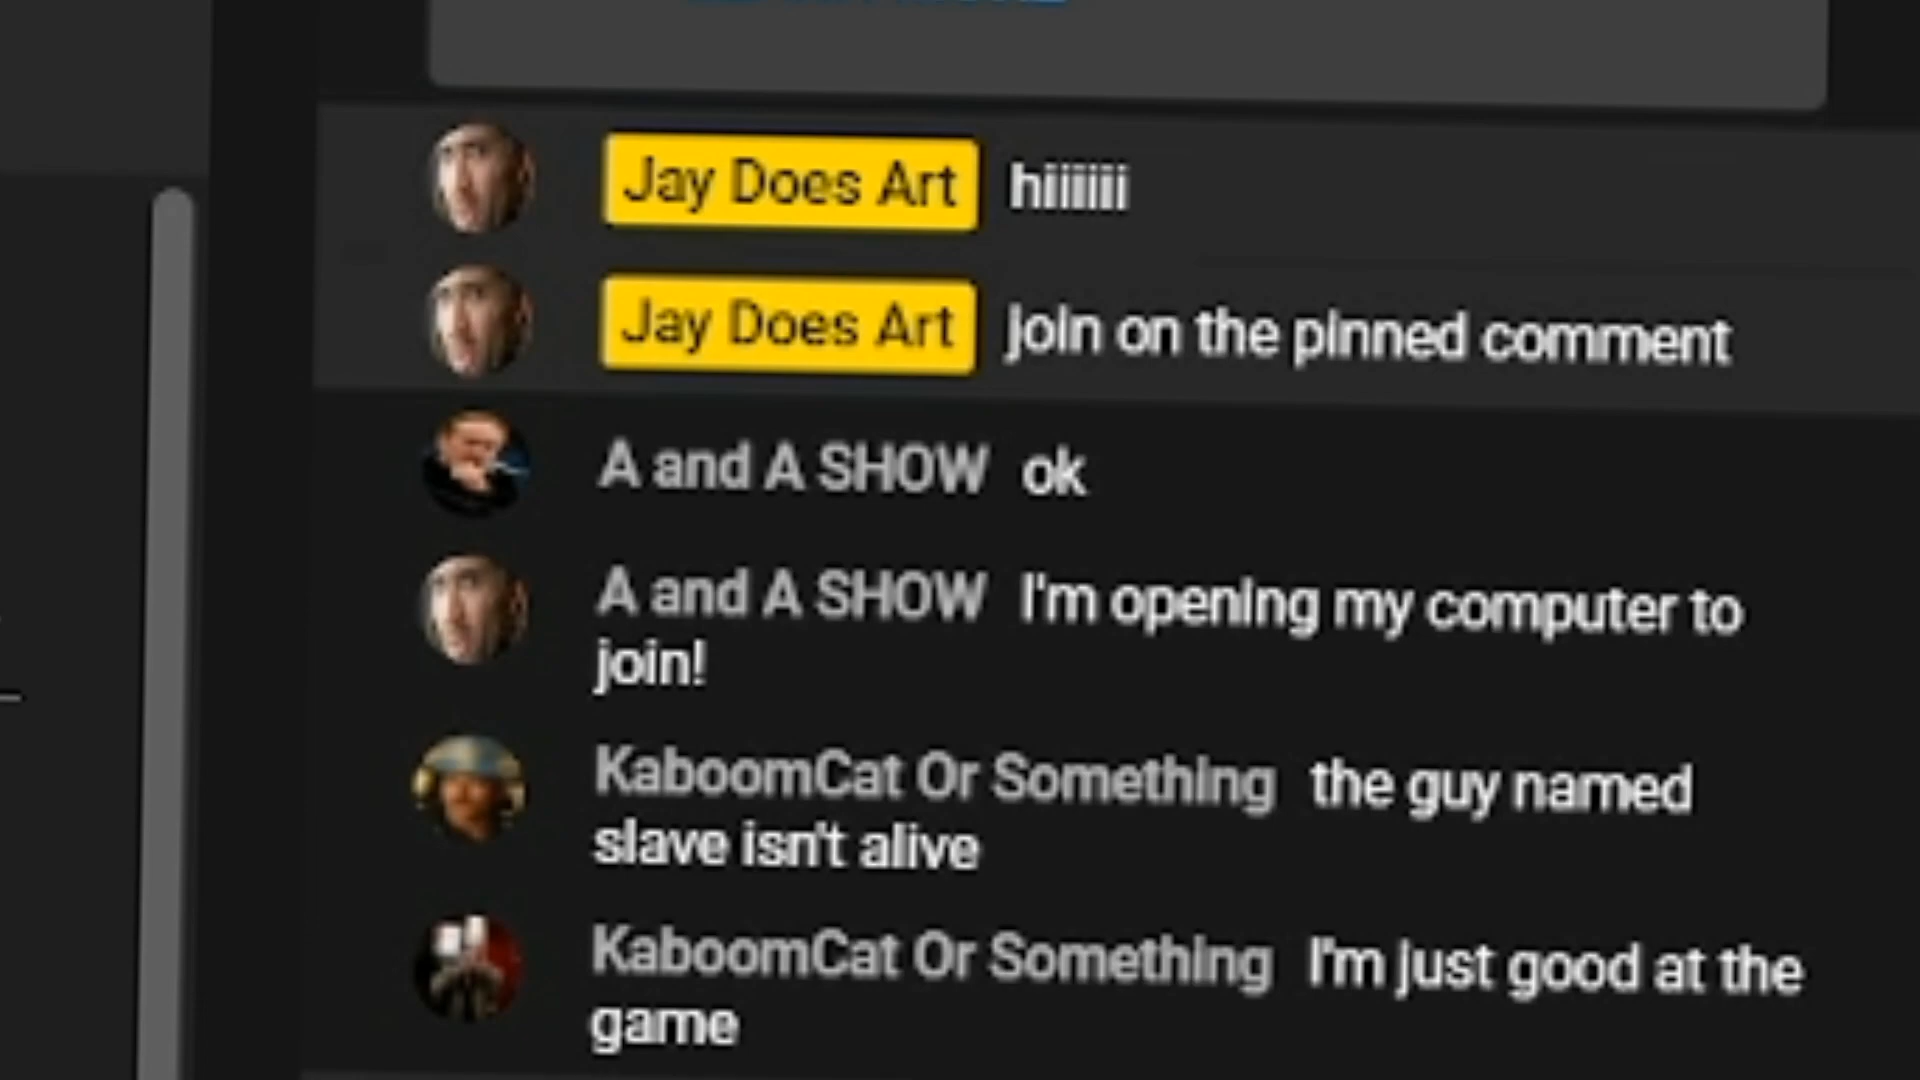 Jay Does Art hiiiiii
Jay Does Art join on the pinned comment
A and A SHOW ok
A and A SHOW I'm opening my computer to
join!
KaboomCat Or Something the guy named
slave isn't alive
KaboomCat Or Something I'm just good at the
game